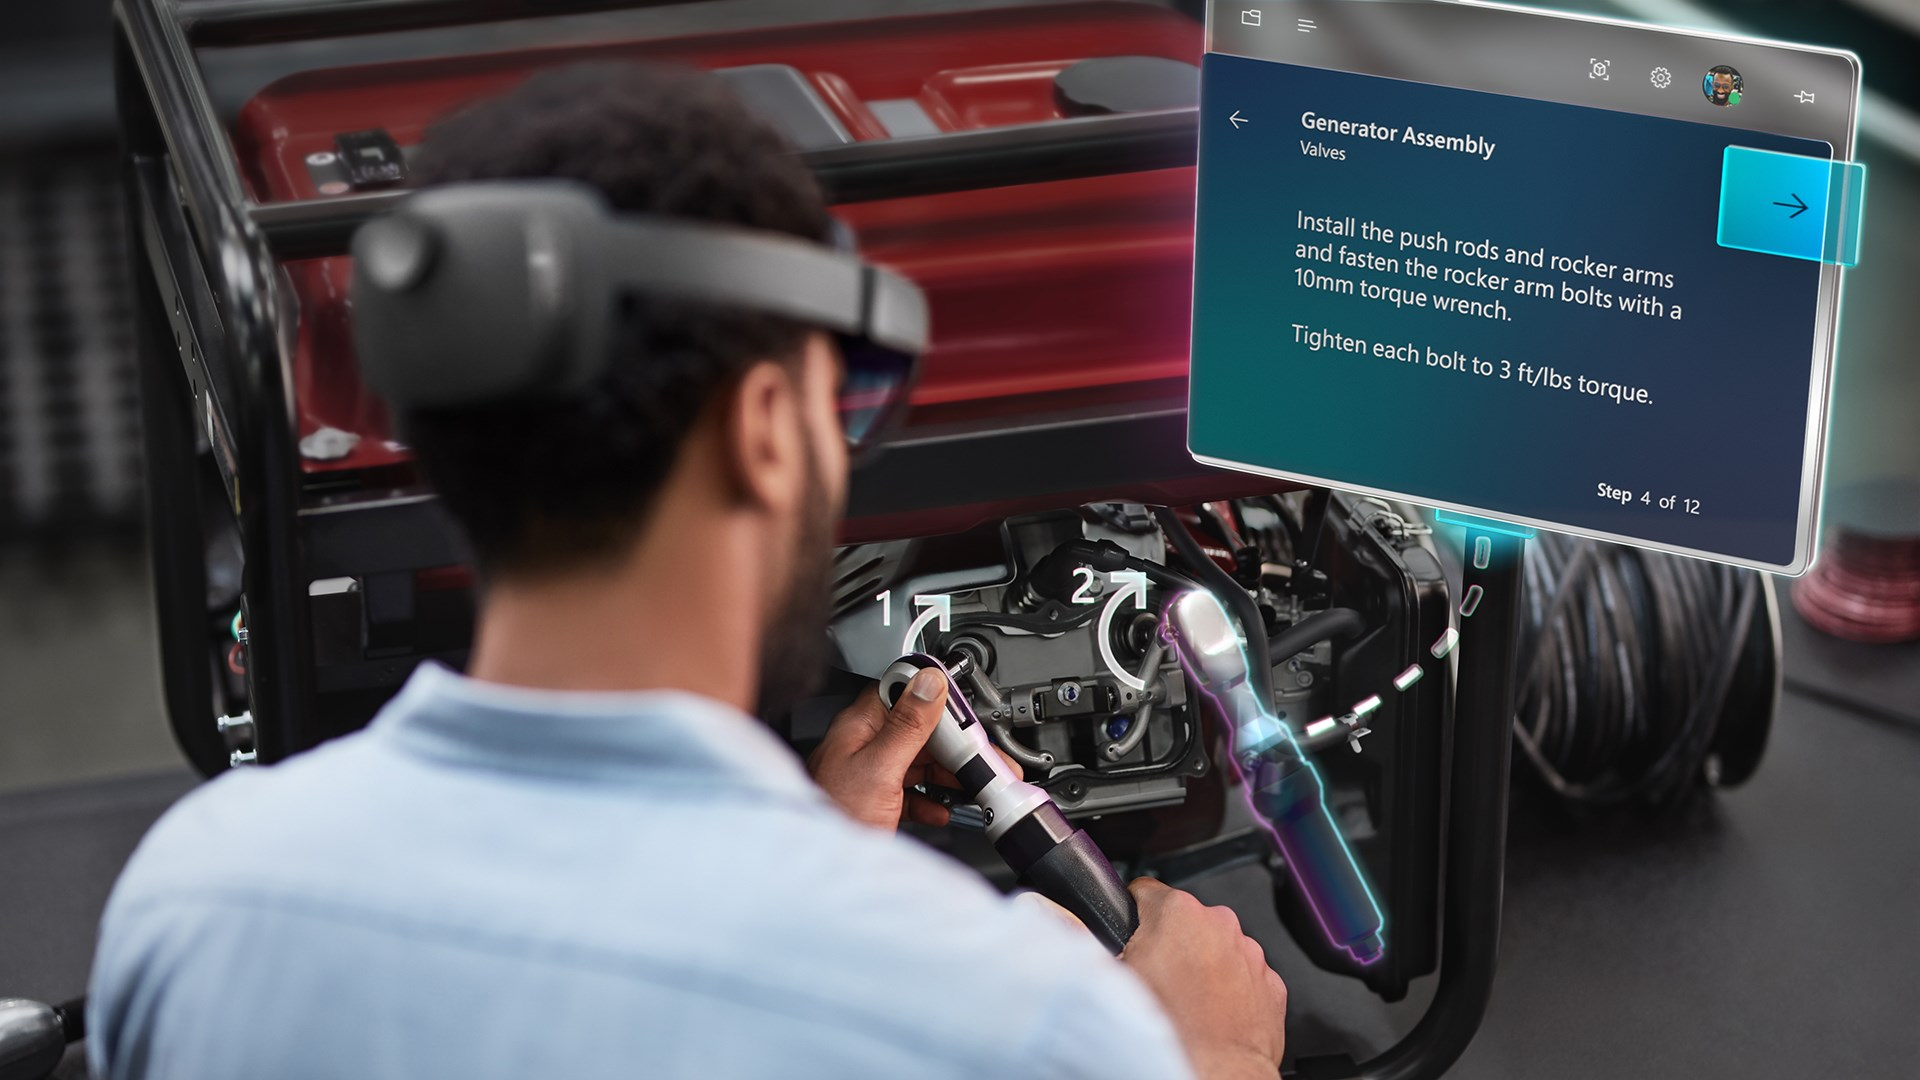 Generator Assembly
Valves
Install the push rods and rocker arms
and fasten the rocker arm bolts with a
10mm torque wrench.
Tighten each bolt to 3 ft/lbs torque.
Step 4 of 12
1
2